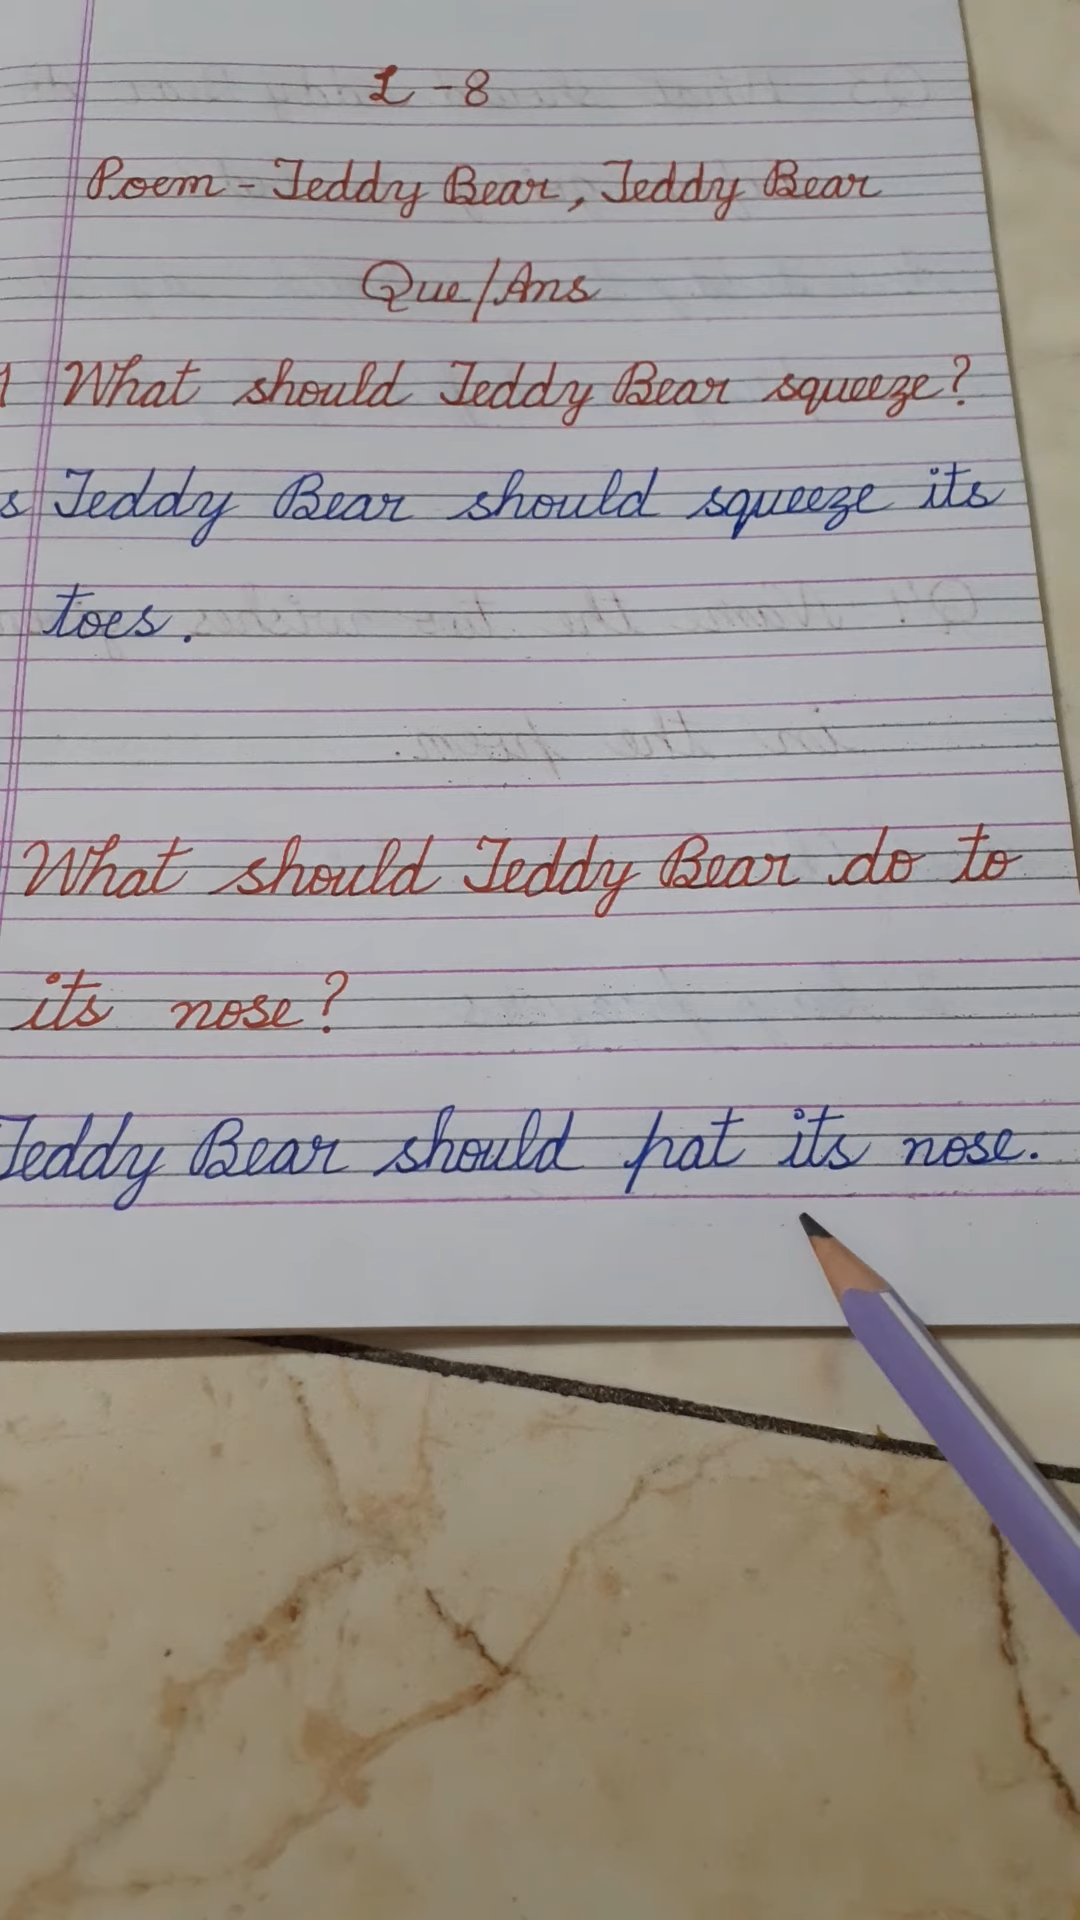 L - 8
Poem - Teddy Bear, Teddy Bear
Que/Ans
1 What should Teddy Bear squeeze?
s Teddy Bear should squeeze its
toes.
What should Teddy Bear do to
its nose?
Teddy Bear should pat its nose.